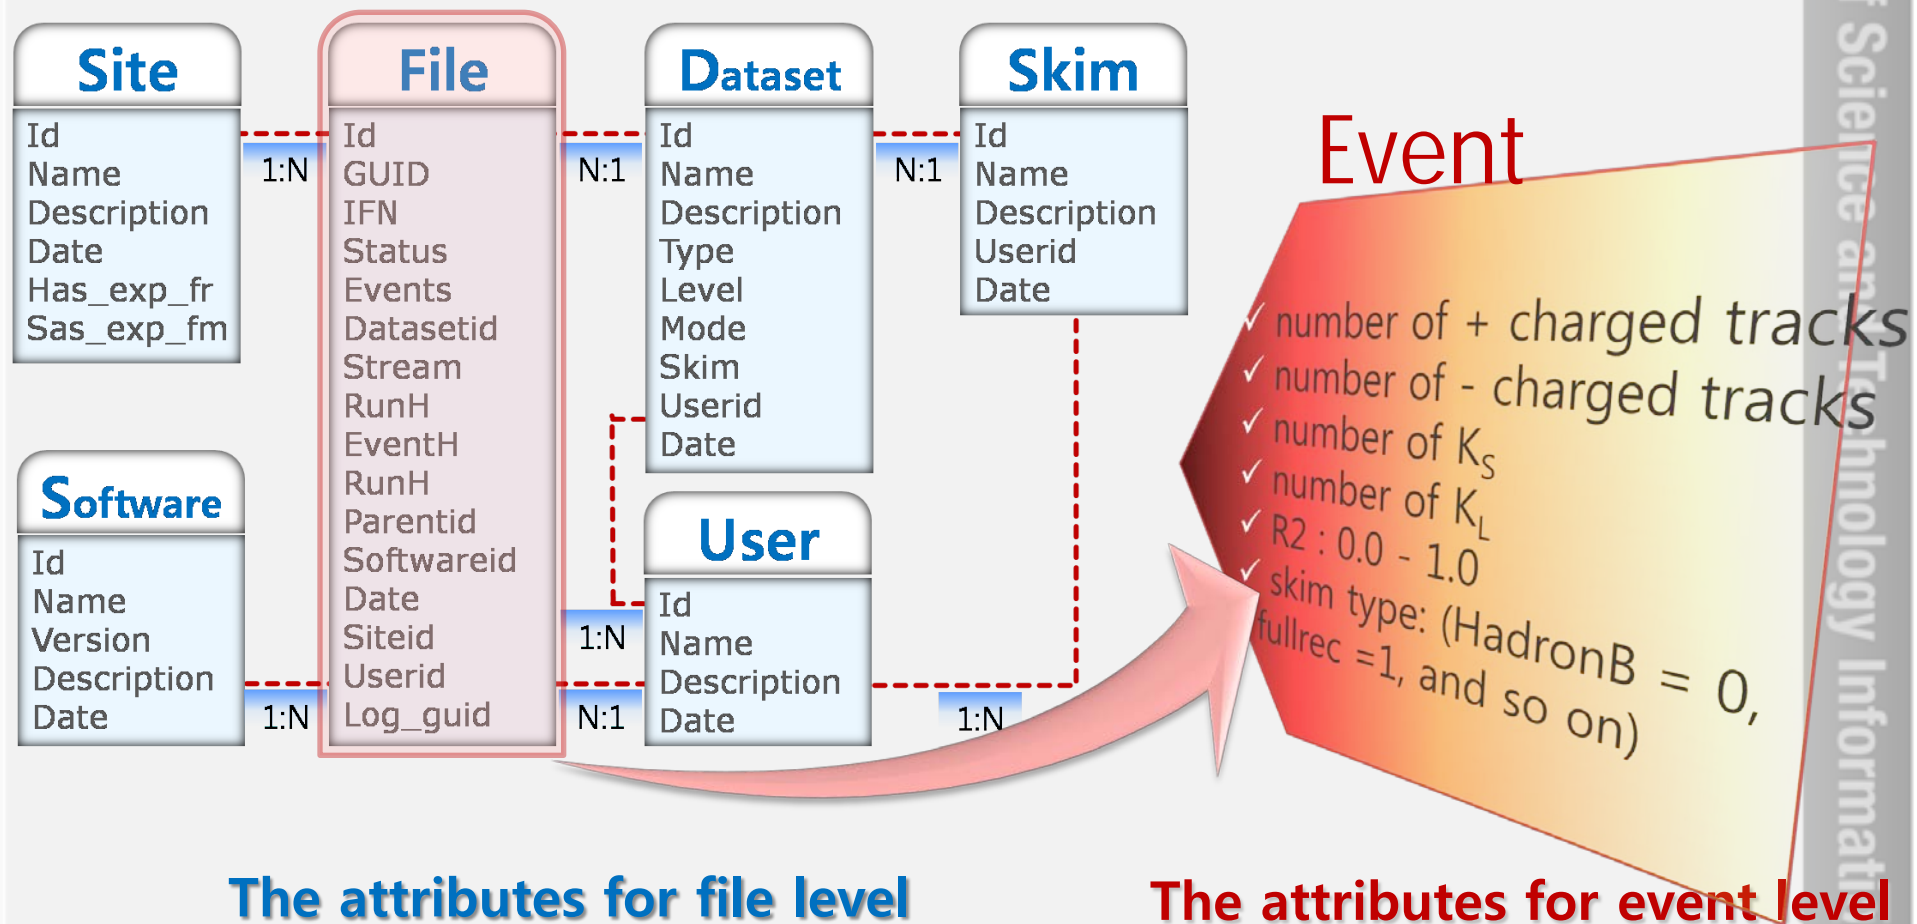 Site
Id
Name
Description
Date
Has_exp_fr
Sas_exp_fm
1:N
File
Id
GUID
IFN
Status
Events
Datasetid
Stream
RunH
EventH
RunH
Parentid
Softwareid
Date
Siteid
Userid
Log_guid
N:1
Dataset
Id
Name
Description
Type
Level
Mode
Skim
Userid
Date
N:1
Skim
Id
Name
Description
Userid
Date
Software
Id
Name
Version
Description
Date
1:N
1:N
N:1
User
Id
Name
Description
Date
1:N
Event
✓ number of + charged tracks
✓ number of - charged tracks
✓ number of KS
✓ number of KL
✓ R2 : 0.0 - 1.0
✓ skim type: (HadronB = 0,
fullrec =1, and so on)
The attributes for file level
The attributes for event level
Science and Technology Informati